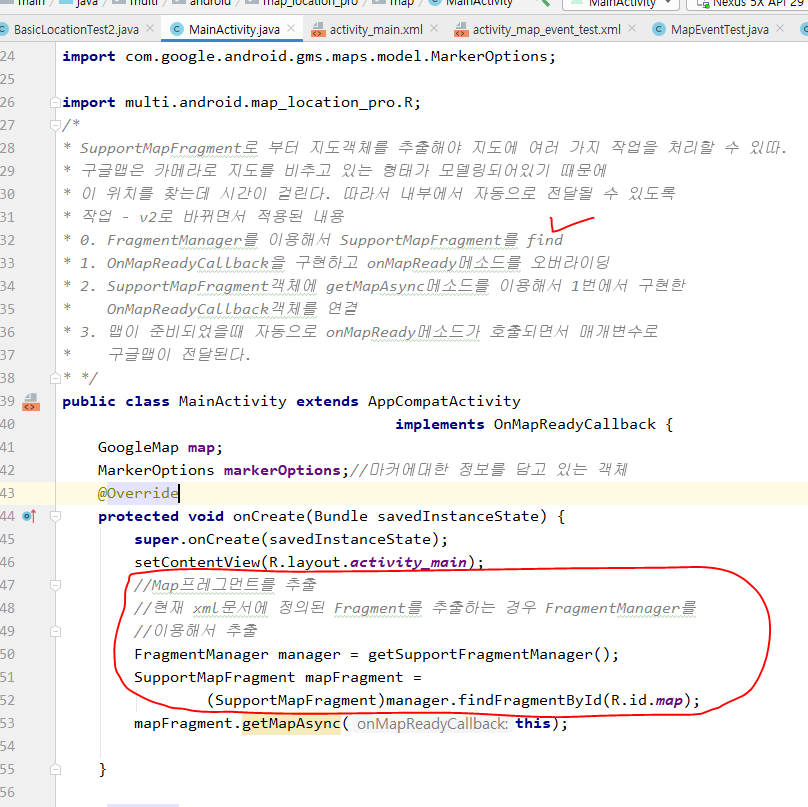 main java multi android map_location_pro map MainActivity MainActivity Nexus 5X API 29
BasicLocationTest2.java MainActivity.java activity_main.xml activity_map_event_test.xml MapEventTest.java
24 import com.google.android.gms.maps.model.MarkerOptions;
25
26 import multi.android.map_location_pro.R;
27 /*
28 * SupportMapFragment로 부터 지도객체를 추출해야 지도에 여러 가지 작업을 처리할 수 있따.
29 * 구글맵은 카메라로 지도를 비추고 있는 형태가 모델링되어있기 때문에
30 * 이 위치를 찾는데 시간이 걸린다. 따라서 내부에서 자동으로 전달될 수 있도록
31 * 작업 - v2로 바뀌면서 적용된 내용
32 * 0. FragmentManager를 이용해서 SupportMapFragment를 find
33 * 1. OnMapReadyCallback을 구현하고 onMapReady메소드를 오버라이딩
34 * 2. SupportMapFragment객체에 getMapAsync메소드를 이용해서 1번에서 구현한
35 * OnMapReadyCallback객체를 연결
36 * 3. 맵이 준비되었을때 자동으로 onMapReady메소드가 호출되면서 매개변수로
37 * 구글맵이 전달된다.
38 * */
39 public class MainActivity extends AppCompatActivity
40 implements OnMapReadyCallback {
41 GoogleMap map;
42 MarkerOptions markerOptions;//마커에대한 정보를 담고 있는 객체
43 @Override
44 protected void onCreate(Bundle savedInstanceState) {
45 super.onCreate(savedInstanceState);
46 setContentView(R.layout.activity_main);
47 //Map프레그먼트를 추출
48 //현재 xml문서에 정의된 Fragment를 추출하는 경우 FragmentManager를
49 //이용해서 추출
50 FragmentManager manager = getSupportFragmentManager();
51 SupportMapFragment mapFragment =
52 (SupportMapFragment)manager.findFragmentById(R.id.map);
53 mapFragment.getMapAsync( onMapReadyCallback: this);
54
55 }
56